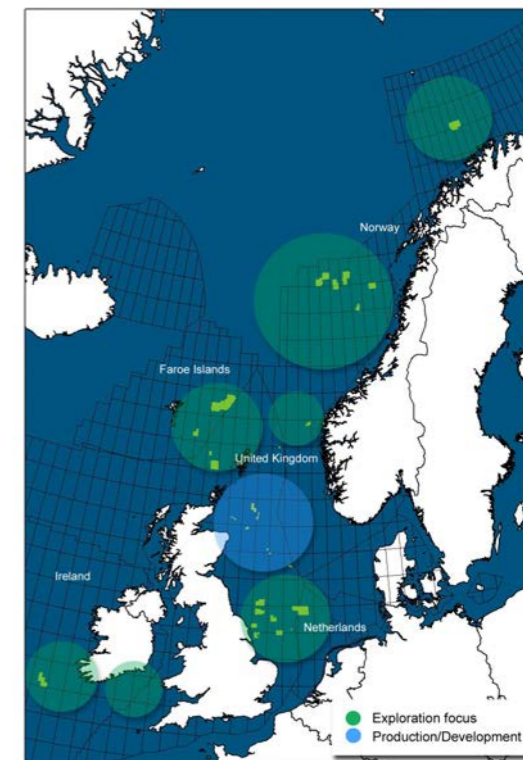 Norway
Faroe Islands
United Kingdom
Ireland
Netherlands
Exploration focus
Production/Development